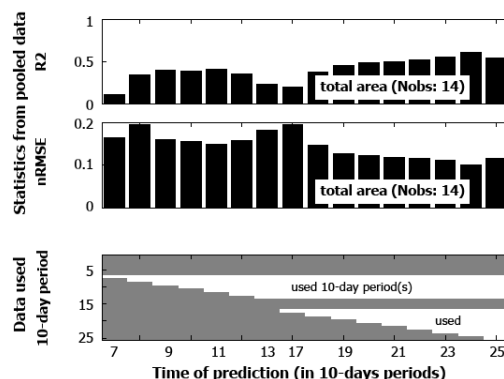 Statistics from pooled data
R2
1
0.5
0
total area (Nobs: 14)
nRMSE
0.2
0.1
0
total area (Nobs: 14)
Data used
10-day period
5
15
25
used 10-day period(s)
used
7 9 11 13 17 19 21 23 25
Time of prediction (in 10-days periods)